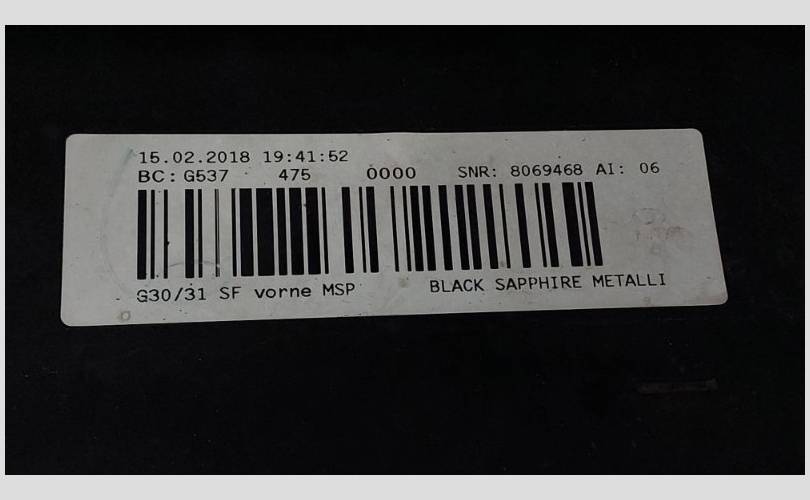 15.02.2018 19:41:52
BC: G537 475 0000 SNR: 8069468 AI: 06
G30/31 SF vorne MSP BLACK SAPPHIRE METALLI